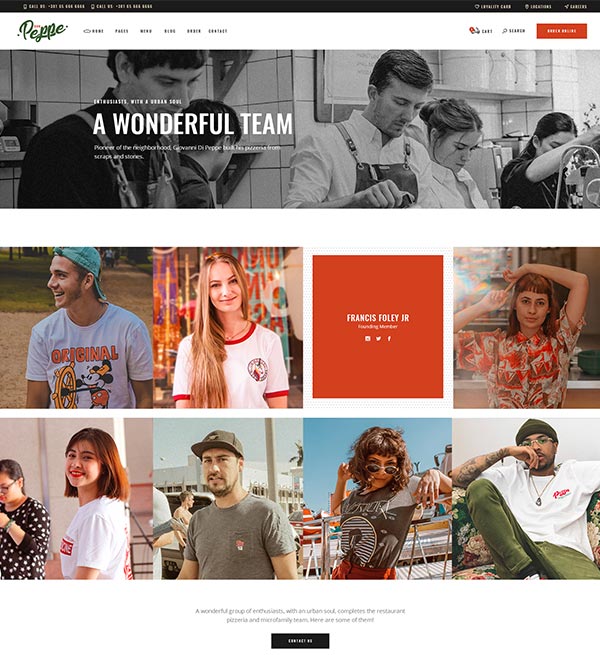 CALL US +381 65 666 6666
CALL US +381 65 666 6666
LOYALITY CARD
LOCATIONS
CAREERS
Peppe
HOME
PAGES
MENU
BLOG
ORDER
CONTACT
CART
SEARCH
ORDER ONLINE
ENTHUSIASTS, WITH A URBAN SOUL
A WONDERFUL TEAM
Pioneer of the neighborhood, Giovanni Di Peppe built his pizzeria from
scraps and stories.
ORIGINAL
FRANCIS FOLEY JR
Founding Member
A wonderful group of enthusiasts, with an urban soul, completes the restaurant
pizzeria and microfamily team. Here are some of them!
CONTACT US